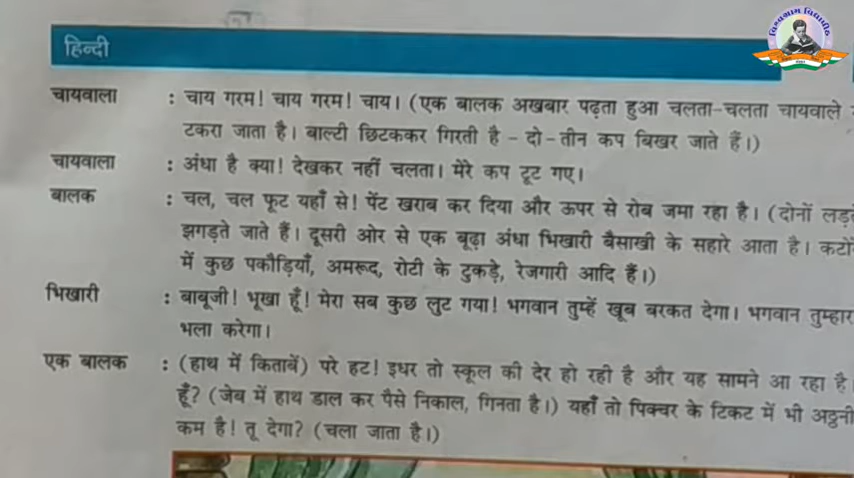 हिन्दी
चायवाला : चाय गरम! चाय गरम! चाय। (एक बालक अखबार पढ़ता हुआ चलता-चलता चायवाले
टकरा जाता है। बाल्टी छिटककर गिरती है - दो-तीन कप बिखर जाते हैं।)
चायवाला : अंधा है क्या! देखकर नहीं चलता। मेरे कप टूट गए।
बालक : चल, चल फूट यहाँ से! पेंट खराब कर दिया और ऊपर से रोब जमा रहा है। (दोनों
झगड़ते जाते हैं। दूसरी ओर से एक बूढ़ा अंधा भिखारी बैसाखी के सहारे आता है।
में कुछ पकौड़ियाँ, अमरूद, रोटी के टुकड़े, रेजगारी आदि हैं।)
भिखारी : बाबूजी! भूखा हूँ! मेरा सब कुछ लुट गया! भगवान तुम्हें खूब बरकत देगा। भगवान
भला करेगा।
एक बालक : (हाथ में किताबें) परे हट! इधर तो स्कूल की देर हो रही है और यह सामने आ रहा है।
हूँ? (जेब में हाथ डाल कर पैसे निकाल, गिनता है।) यहाँ तो पिक्चर के टिकट में भी अठ्ठनी
कम है! तू देगा? (चला जाता है।)